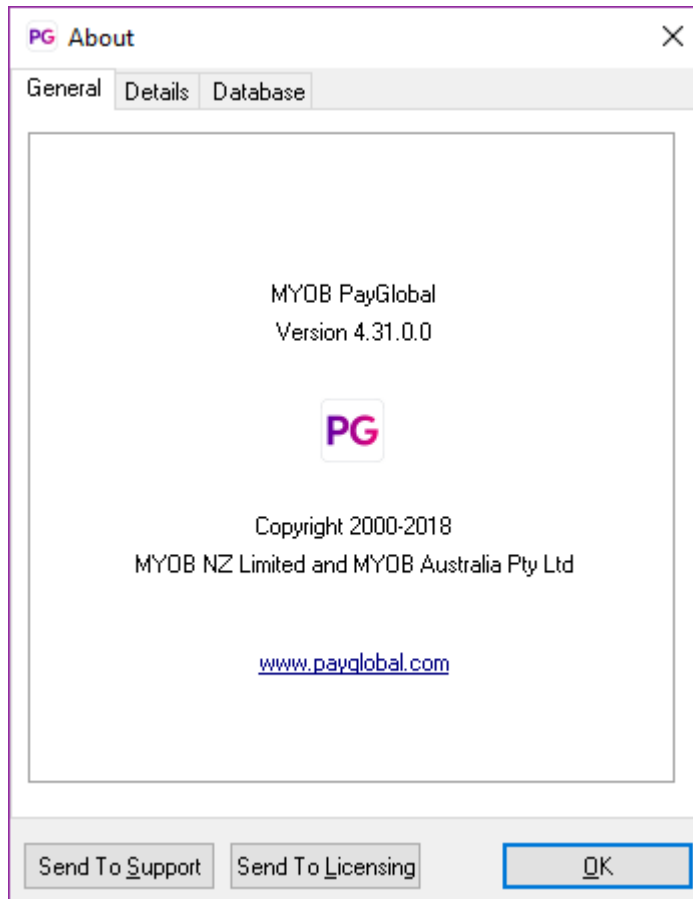 PG About
General Details Database
MYOB PayGlobal
Version 4.31.0.0
PG
Copyright 2000-2018
MYOB NZ Limited and MYOB Australia Pty Ltd
www.payglobal.com
Send To Support Send To Licensing OK